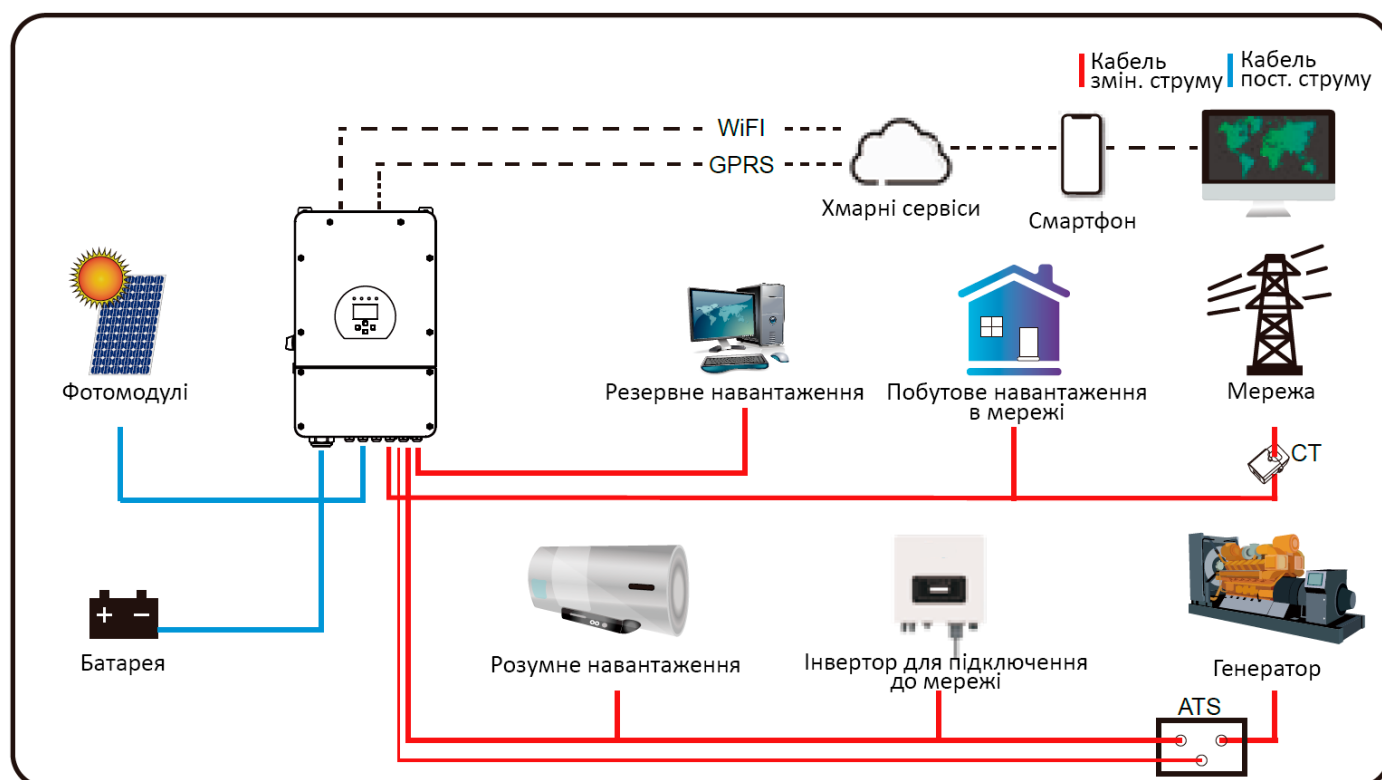 Кабель
змін. струму
Кабель
пост. струму
WiFI
GPRS
Хмарні сервіси
Смартфон
Фотомодулі
Резервне навантаження
Побутове навантаження
в мережі
Мережа
CT
Батарея
Розумне навантаження
Інвертор для підключення
до мережі
Генератор
ATS